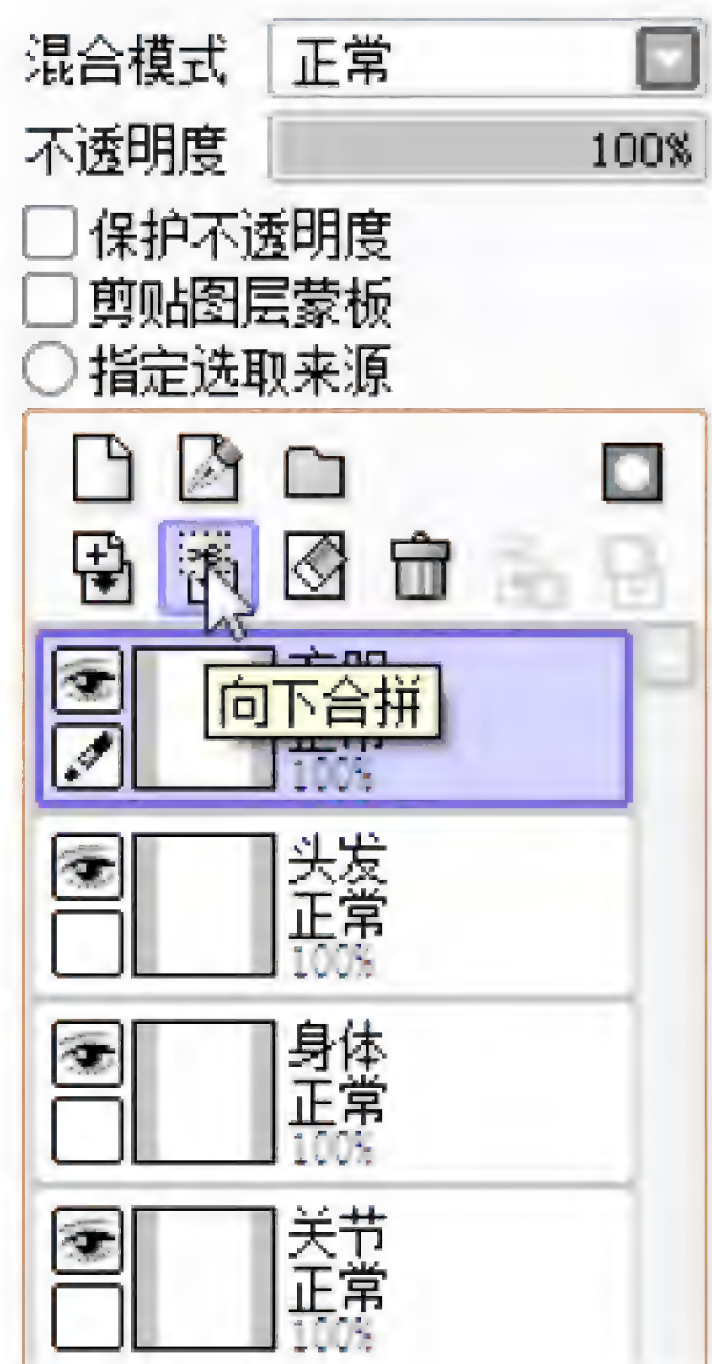 混合模式 正常
不透明度 100%
保护不透明度
剪贴图层蒙板
指定选取来源
向下合拼
正常
100%
头发
正常
100%
身体
正常
100%
关节
正常
100%